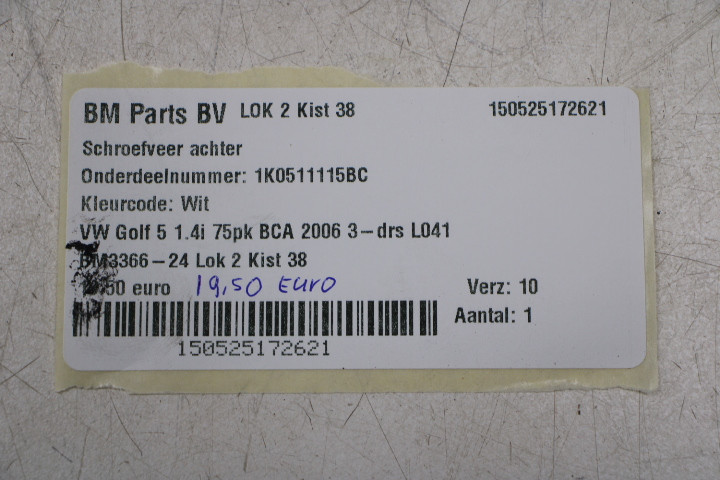 BM Parts BV LOK 2 Kist 38 150525172621
Schroefveer achter
Onderdeelnummer: 1K0511115BC
Kleurcode: Wit
VW Golf 5 1.4i 75pk BCA 2006 3-drs L041
BM3366-24 Lok 2 Kist 38
euro 19,50 Euro Verz: 10
Aantal: 1
150525172621